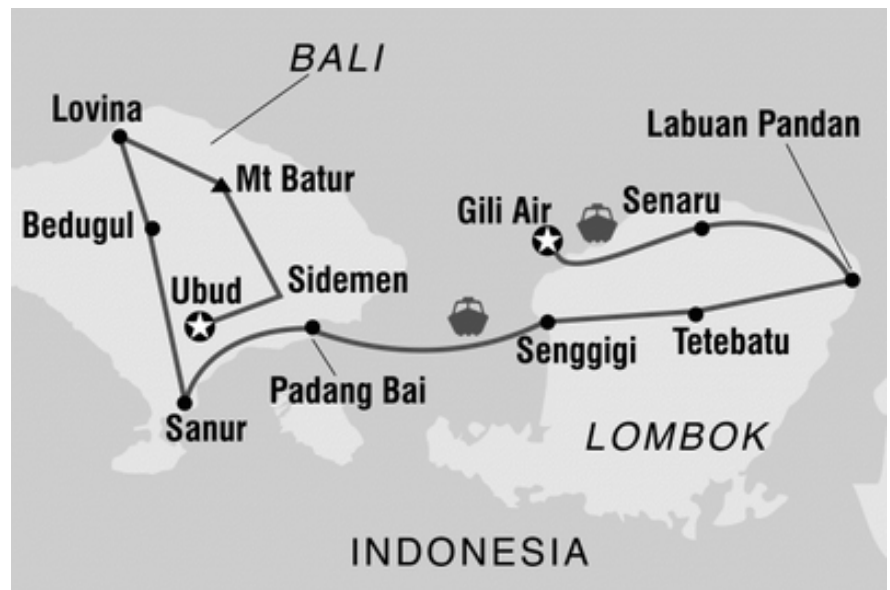 BALI
Lovina
Labuan Pandan
Mt Batur
Gili Air
Senaru
Bedugul
Ubud
Sidemen
Senggigi
Tetebatu
Padang Bai
Sanur
LOMBOK
INDONESIA